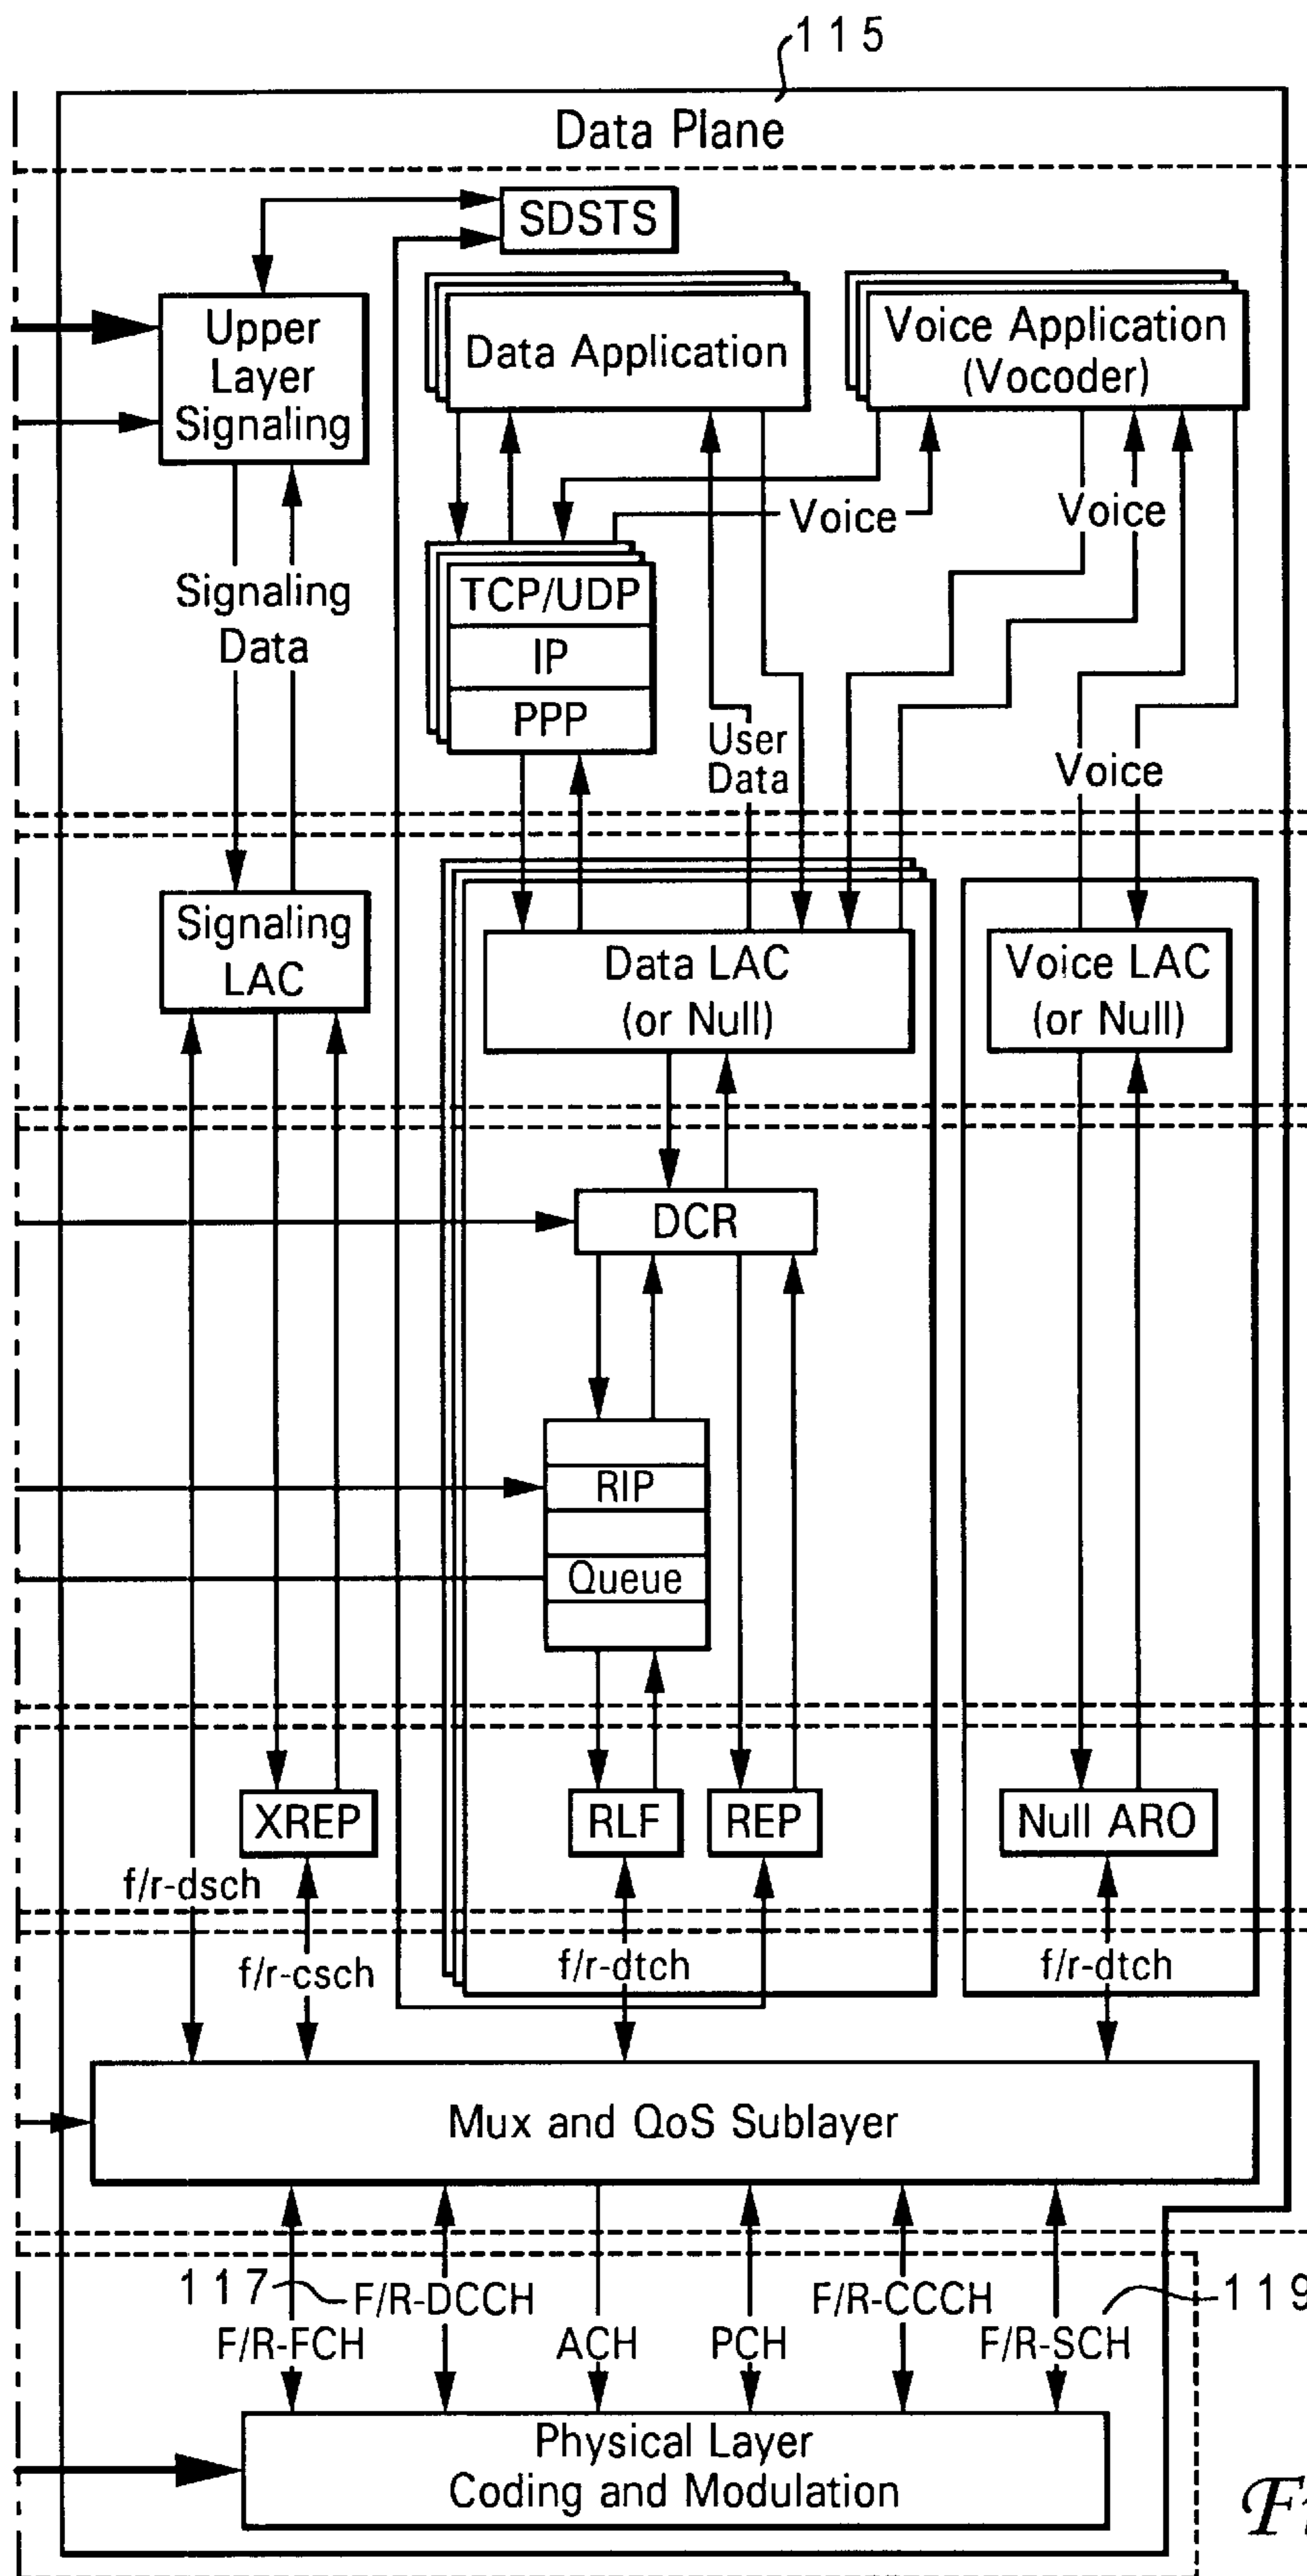 115
Data Plane
SDSTS
Upper
Layer
Signaling
Data Application
Voice Application
(Vocoder)
Voice
Voice
Signaling
Data
TCP/UDP
IP
PPP
User
Data
Voice
Signaling
LAC
Data LAC
(or Null)
Voice LAC
(or Null)
DCR
RIP
Queue
XREP
RLF
REP
Null ARO
f/r-dsch
f/r-csch
f/r-dtch
f/r-dtch
Mux and QoS Sublayer
117
F/R-DCCH
F/R-CCCH
119
F/R-FCH
ACH
PCH
F/R-SCH
Physical Layer
Coding and Modulation